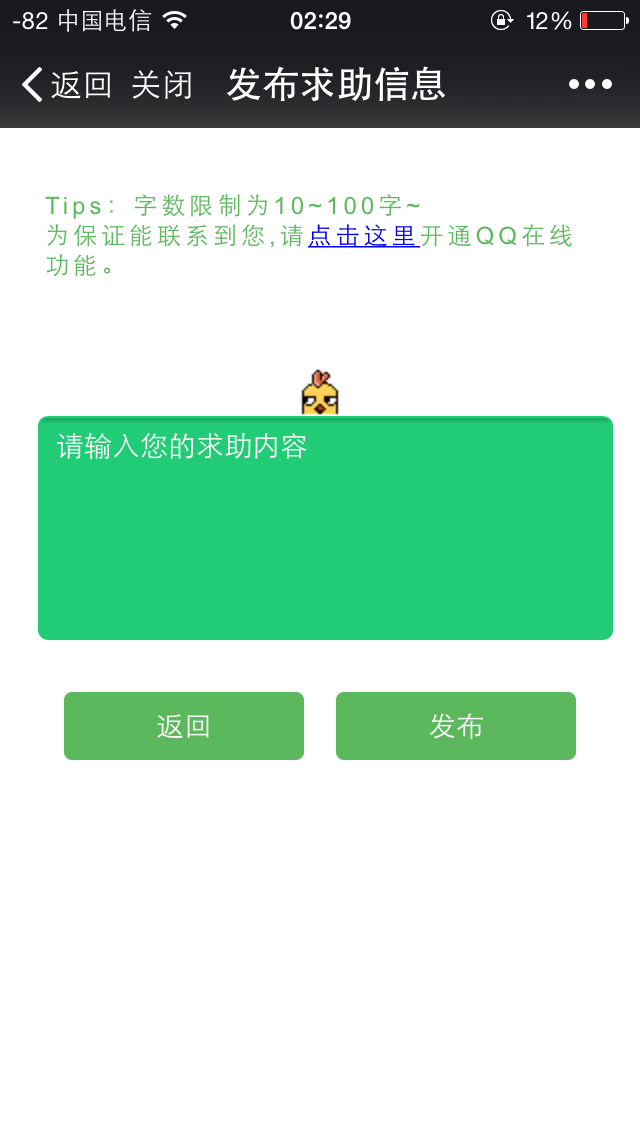 -82 中国电信 02:29 12%
返回 关闭 发布求助信息
Tips：字数限制为10~100字~
为保证能联系到您,请点击这里开通QQ在线
功能。
请输入您的求助内容
返回 发布